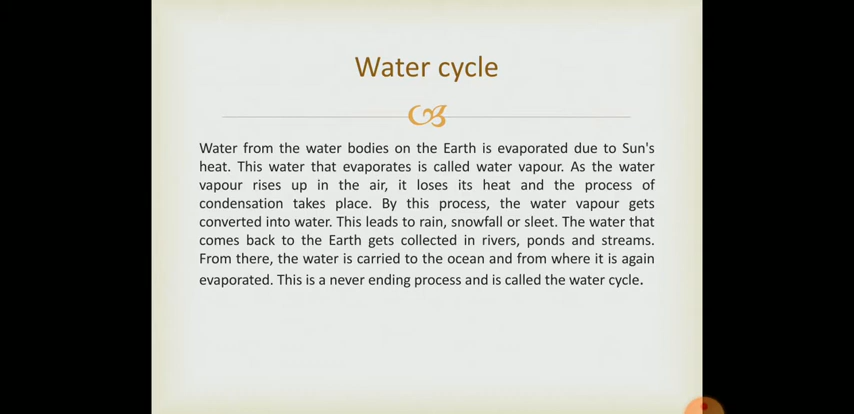 Water cycle
Water from the water bodies on the Earth is evaporated due to Sun's
heat. This water that evaporates is called water vapour. As the water
vapour rises up in the air, it loses its heat and the process of
condensation takes place. By this process, the water vapour gets
converted into water. This leads to rain, snowfall or sleet. The water that
comes back to the Earth gets collected in rivers, ponds and streams.
From there, the water is carried to the ocean and from where it is again
evaporated. This is a never ending process and is called the water cycle.